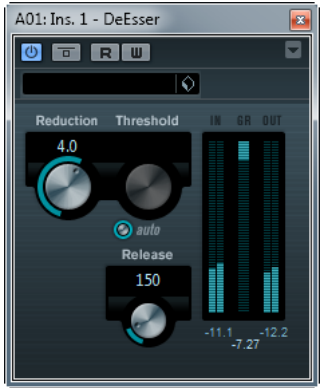 A01: Ins. 1 - DeEsser
R W
Reduction Threshold
IN GR OUT
4.0
auto
Release
150
-11.1 -12.2
-7.27